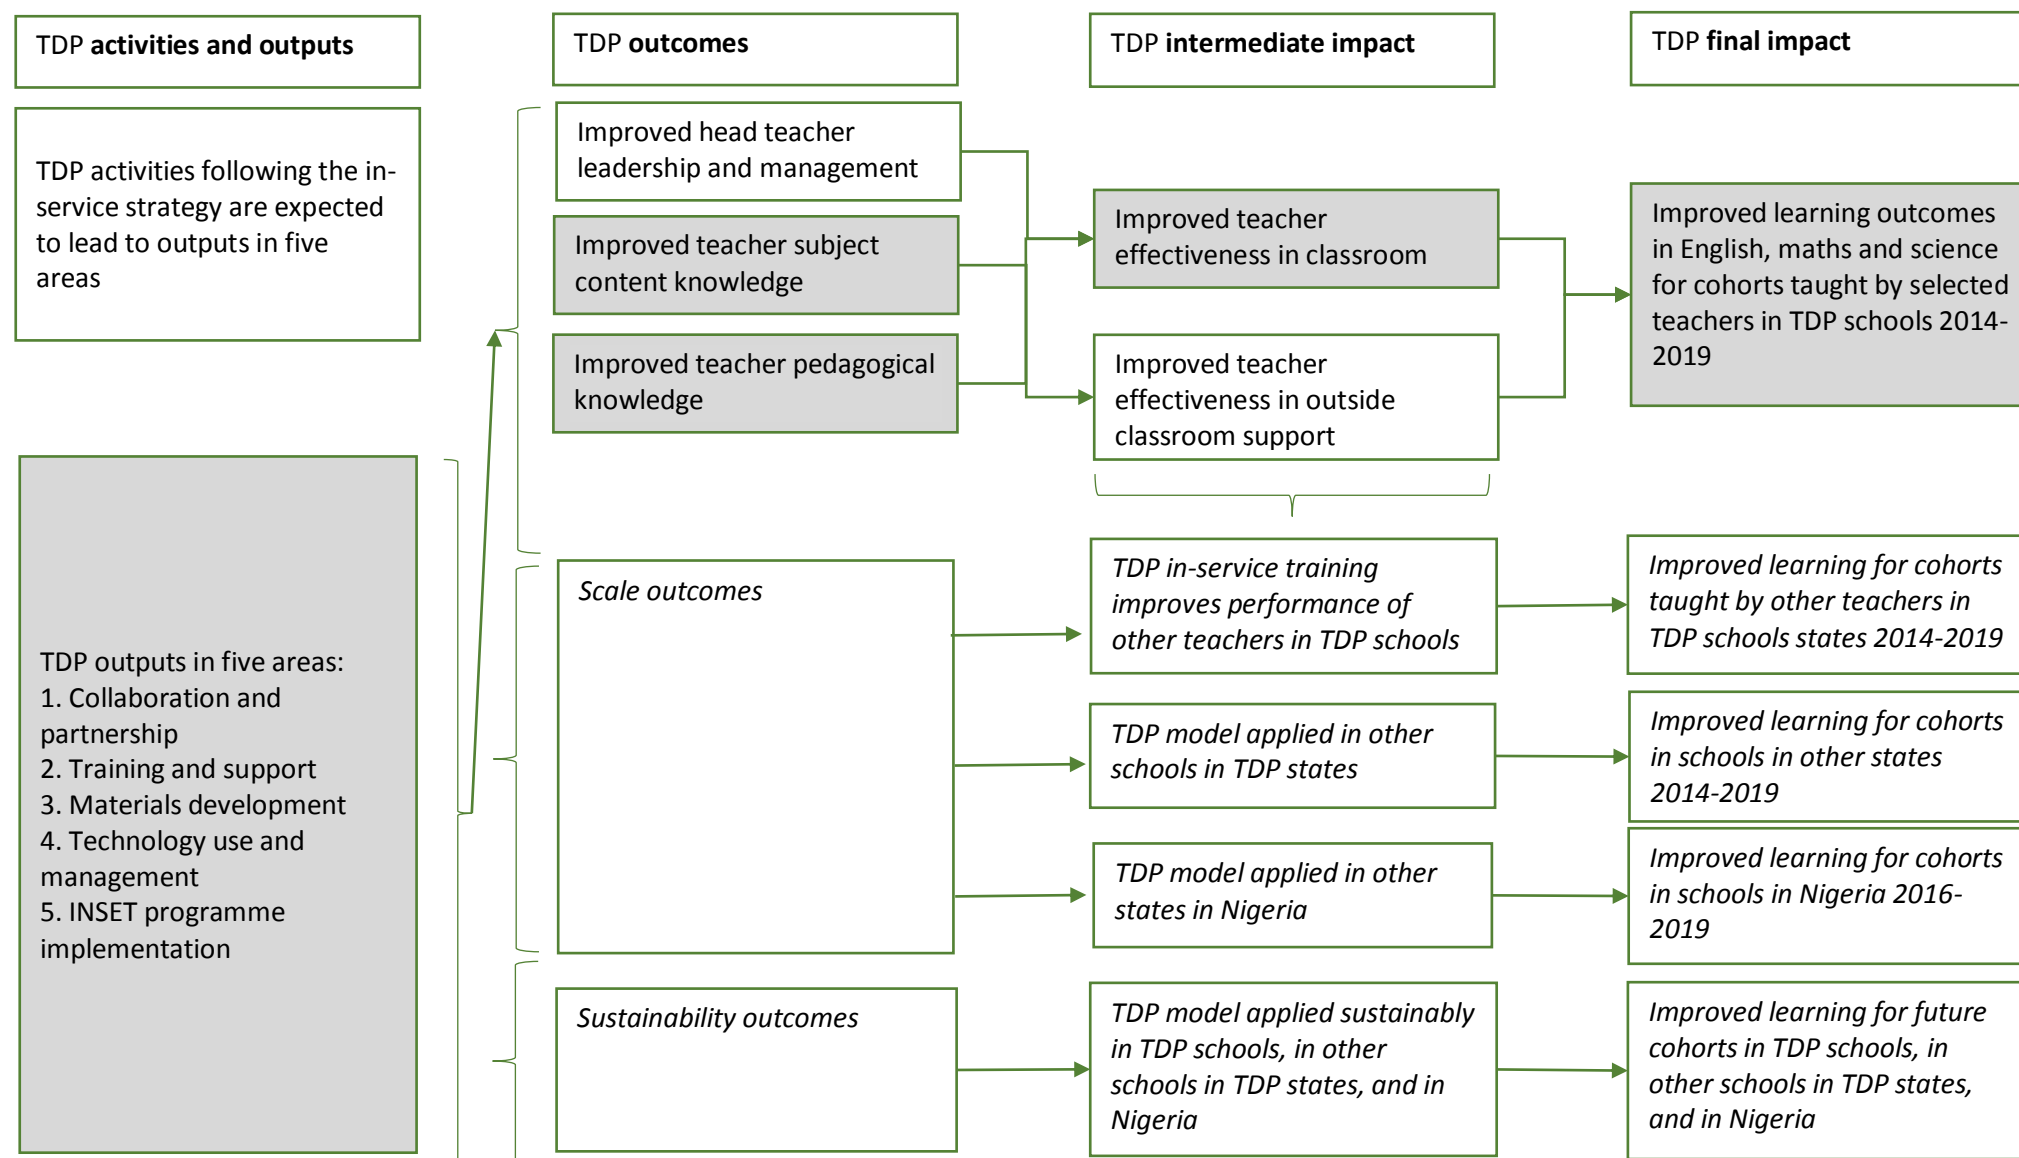 TDP activities and outputs
TDP activities following the in-
service strategy are expected
to lead to outputs in five
areas
TDP outputs in five areas:
1. Collaboration and
partnership
2. Training and support
3. Materials development
4. Technology use and
management
5. INSET programme
implementation
TDP outcomes
Improved head teacher
leadership and management
Improved teacher subject
content knowledge
Improved teacher pedagogical
knowledge
Scale outcomes
Sustainability outcomes
TDP intermediate impact
Improved teacher
effectiveness in classroom
Improved teacher
effectiveness in outside
classroom support
TDP in-service training
improves performance of
other teachers in TDP schools
TDP model applied in other
schools in TDP states
TDP model applied in other
states in Nigeria
TDP model applied sustainably
in TDP schools, in other
schools in TDP states, and in
Nigeria
TDP final impact
Improved learning outcomes
in English, maths and science
for cohorts taught by selected
teachers in TDP schools 2014-
2019
Improved learning for cohorts
taught by other teachers in
TDP schools states 2014-2019
Improved learning for cohorts
in schools in other states
2014-2019
Improved learning for cohorts
in schools in Nigeria 2016-
2019
Improved learning for future
cohorts in TDP schools, in
other schools in TDP states,
and in Nigeria